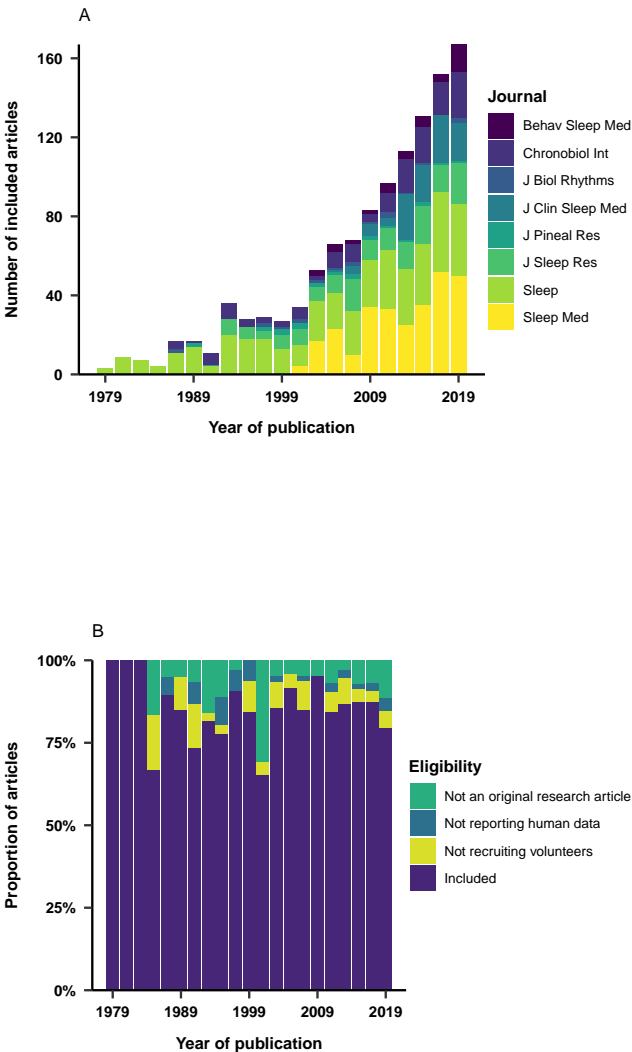 A
Number of included articles
160
120
80
40
0
1979
1989
1999
2009
2019
Year of publication
Journal
Behav Sleep Med
Chronobiol Int
J Biol Rhythms
J Clin Sleep Med
J Pineal Res
J Sleep Res
Sleep
Sleep Med
B
Proportion of articles
100%
75%
50%
25%
0%
1979
1989
1999
2009
2019
Year of publication
Eligibility
Not an original research article
Not reporting human data
Not recruiting volunteers
Included